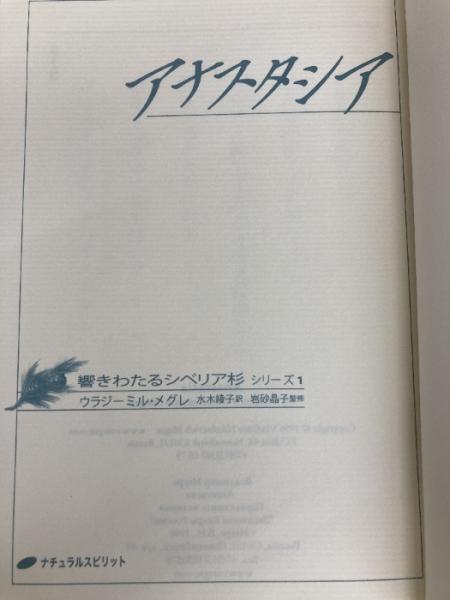 アナスタシア
響きわたるシベリア杉 シリーズ1
ウラジーミル・メグレ 水木綾子訳 岩砂晶子監修
ナチュラルスピリット